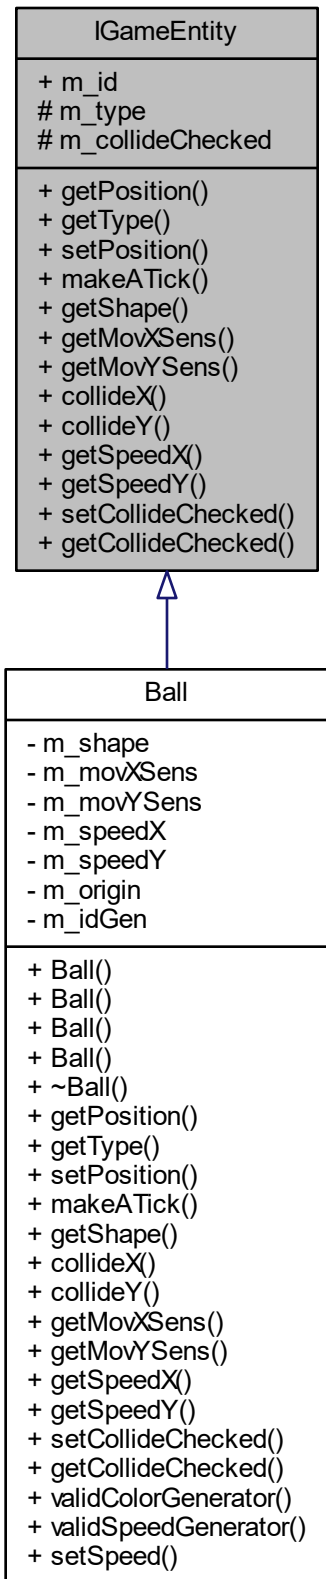 IGameEntity
+ m_id
# m_type
# m_collideChecked
+ getPosition()
+ getType()
+ setPosition()
+ makeATick()
+ getShape()
+ getMovXSens()
+ getMovYSens()
+ collideX()
+ collideY()
+ getSpeedX()
+ getSpeedY()
+ setCollideChecked()
+ getCollideChecked()
Ball
- m_shape
- m_movXSens
- m_movYSens
- m_speedX
- m_speedY
- m_origin
- m_idGen
+ Ball()
+ Ball()
+ Ball()
+ Ball()
+ ~Ball()
+ getPosition()
+ getType()
+ setPosition()
+ makeATick()
+ getShape()
+ collideX()
+ collideY()
+ getMovXSens()
+ getMovYSens()
+ getSpeedX()
+ getSpeedY()
+ setCollideChecked()
+ getCollideChecked()
+ validColorGenerator()
+ validSpeedGenerator()
+ setSpeed()